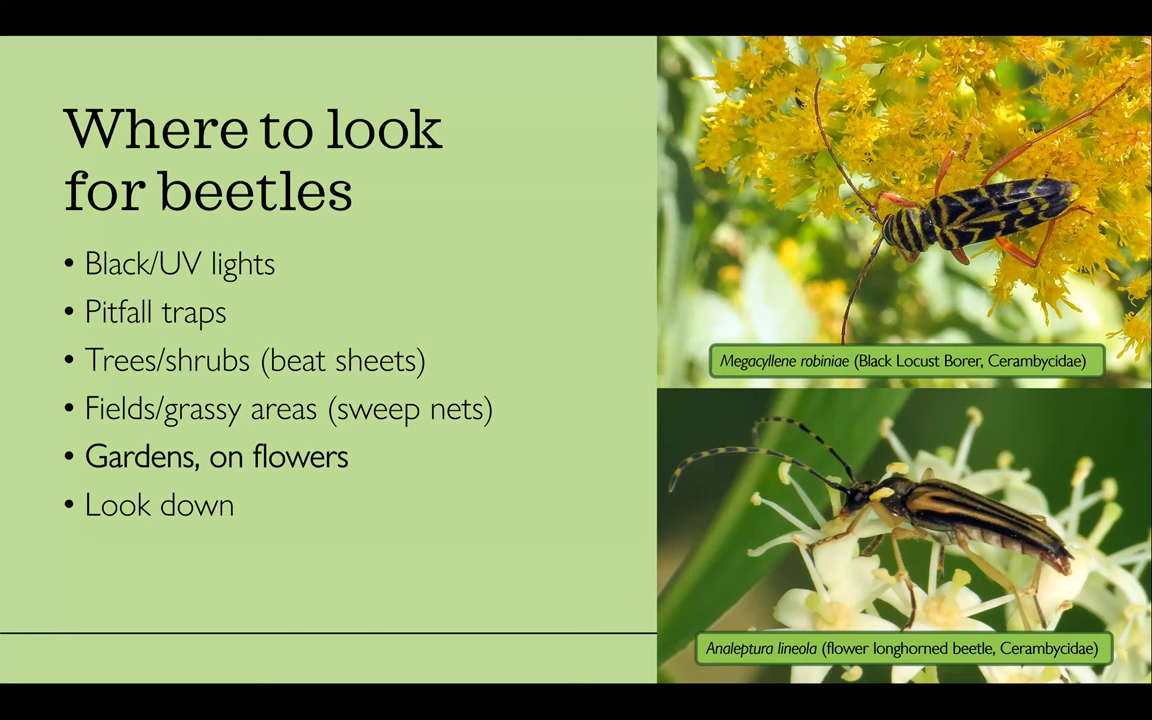 Where to look
for beetles
• Black/UV lights
• Pitfall traps
• Trees/shrubs (beat sheets)
• Fields/grassy areas (sweep nets)
• Gardens, on flowers
• Look down
Megacyllene robiniae (Black Locust Borer, Cerambycidae)
Analeptura lineola (flower longhorned beetle, Cerambycidae)